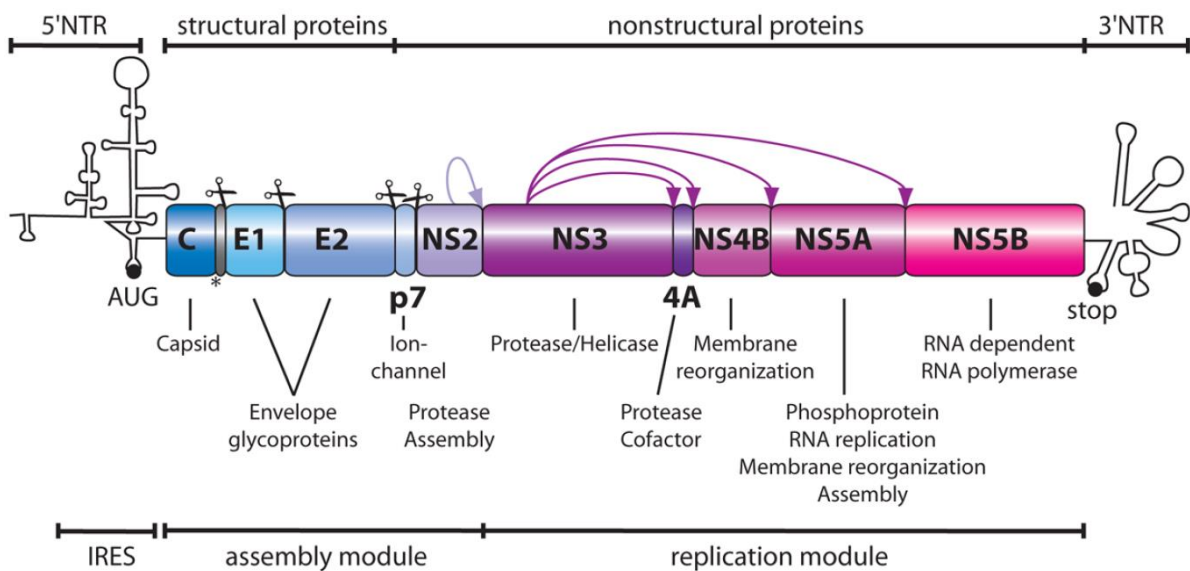 5'NTR
structural proteins
nonstructural proteins
3'NTR
C
E1
E2
NS2
NS3
NS4B
NS5A
NS5B
AUG
*
p7
4A
stop
Capsid
Ion-
channel
Protease/Helicase
Membrane
reorganization
RNA dependent
RNA polymerase
Envelope
glycoproteins
Protease
Assembly
Protease
Cofactor
Phosphoprotein
RNA replication
Membrane reorganization
Assembly
IRES
assembly module
replication module